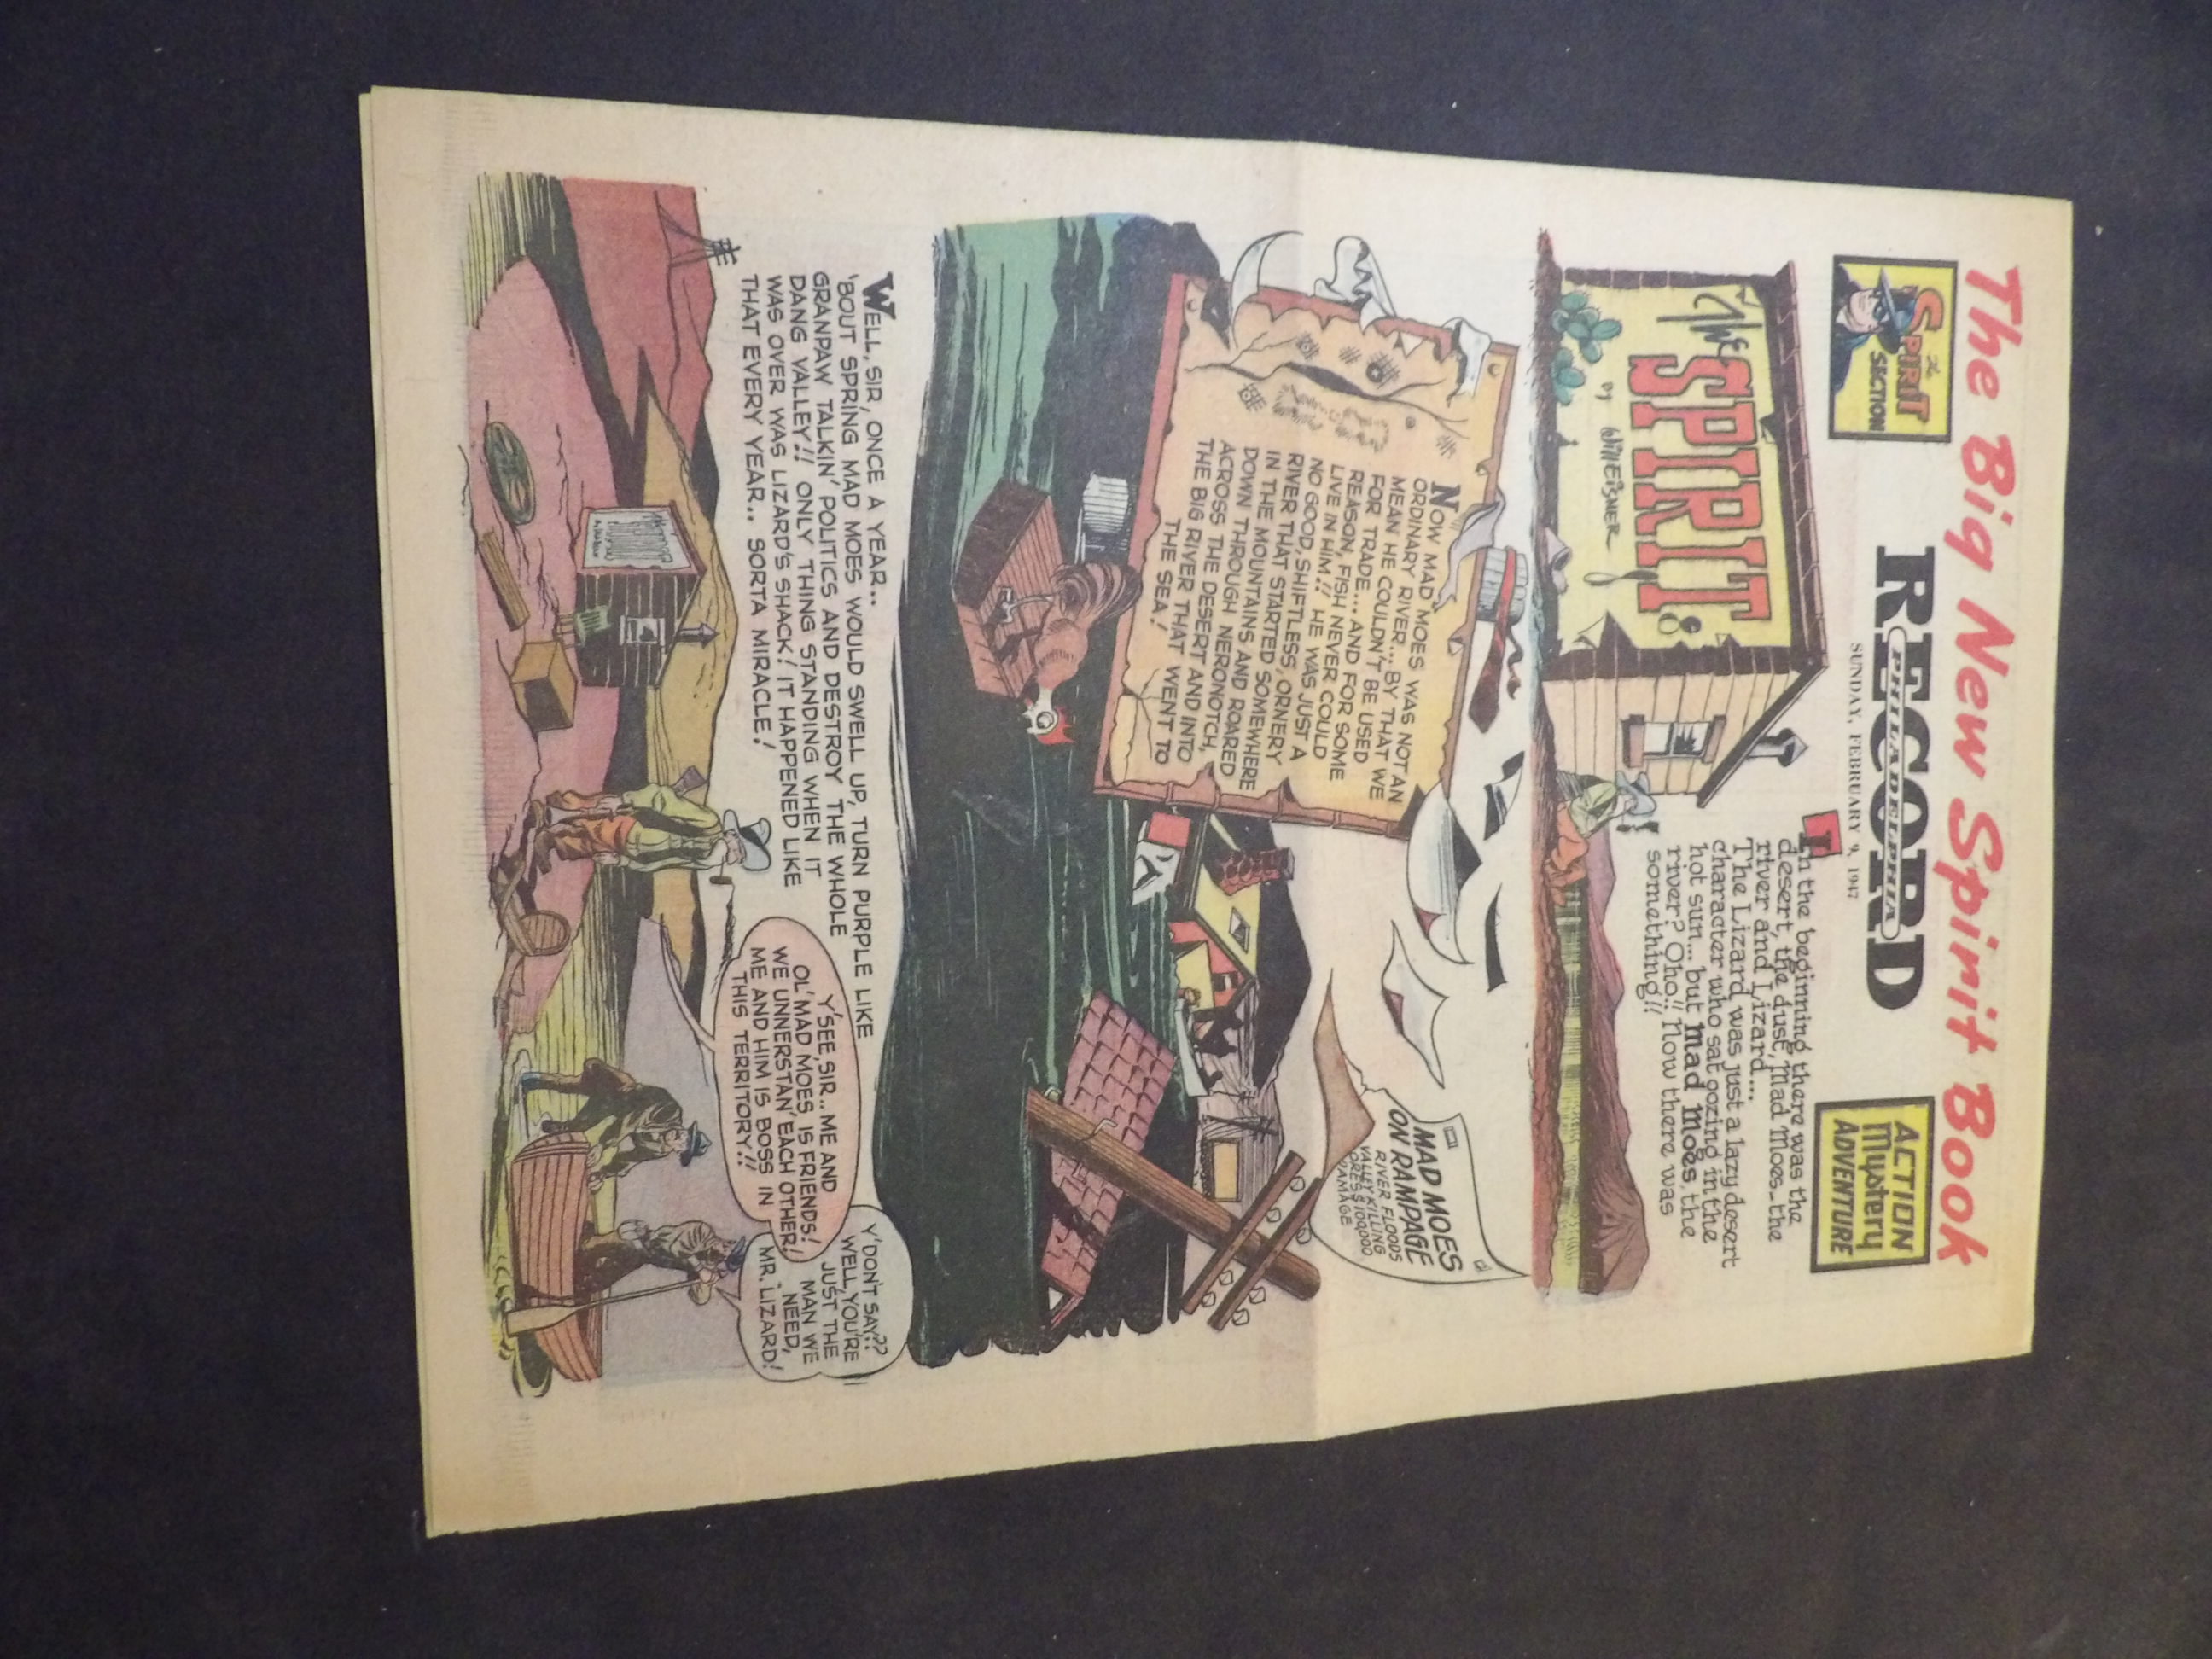 The Big New Spirit Book
The
SPIRIT
SECTION
RECORD
PHILADELPHIA
SUNDAY, FEBRUARY 9, 1947
ACTION
Mystery
ADVENTURE
The
SPIRIT
by Will Eisner
In the beginning there was the
desert, the dust, Mad Moes-the
river and Lizard...
The Lizard was just a lazy desert
character who sat oozing in the
hot sun... but Mad Moes, the
river? Oho!! Now there was
something!!
NOW MAD MOES WAS NOT AN
ORDINARY RIVER... BY THAT WE
MEAN HE COULDN'T BE USED
FOR TRADE.... AND FOR SOME
REASON, FISH NEVER COULD
LIVE IN HIM!! HE WAS JUST A
NO GOOD, SHIFTLESS, ORNERY
RIVER THAT STARTED SOMEWHERE
IN THE MOUNTAINS AND ROARED
DOWN THROUGH NERONOTCH,
ACROSS THE DESERT AND INTO
THE BIG RIVER THAT WENT TO
THE SEA!
MAD MOES
ON RAMPAGE
RIVER FLOODS
VALLEY KILLING
DAMAGE
WELL, SIR, ONCE A YEAR..
'BOUT SPRING MAD MOES WOULD SWELL UP, TURN PURPLE LIKE
GRANPAW TALKIN' POLITICS AND DESTROY THE WHOLE
DANG VALLEY!! ONLY THING STANDING WHEN IT
WAS OVER WAS LIZARD'S SHACK! IT HAPPENED LIKE
THAT EVERY YEAR.. SORTA MIRACLE!
Y'SEE, SIR.. ME AND
OL' MAD MOES IS FRIENDS!
WE UNNERSTAN' EACH OTHER!
ME AND HIM IS BOSS IN
THIS TERRITORY!!
Y'DON'T SAY??
WELL, YOU'RE
JUST THE
MAN WE
NEED,
MR. LIZARD!